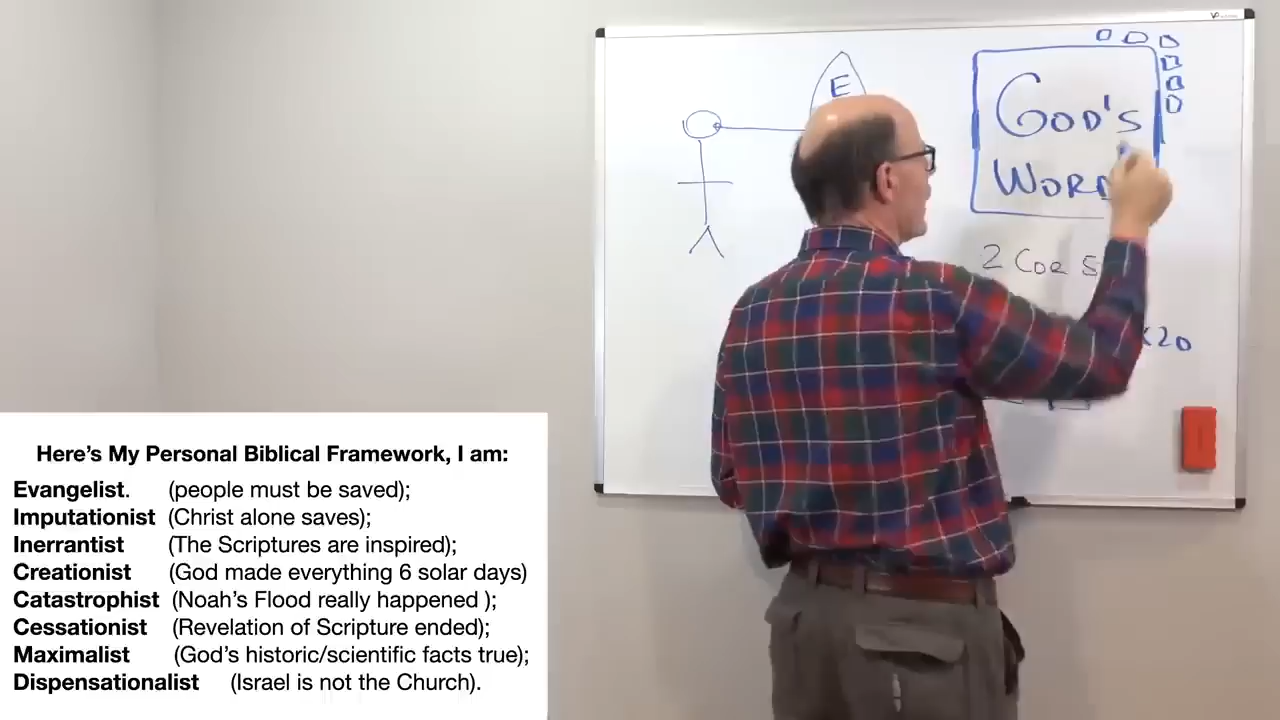 E
GOD'S
WORD
2 COR 5
x20
Here's My Personal Biblical Framework, I am:
Evangelist. (people must be saved);
Imputationist (Christ alone saves);
Inerrantist (The Scriptures are inspired);
Creationist (God made everything 6 solar days)
Catastrophist (Noah's Flood really happened );
Cessationist (Revelation of Scripture ended);
Maximalist (God's historic/scientific facts true);
Dispensationalist (Israel is not the Church).